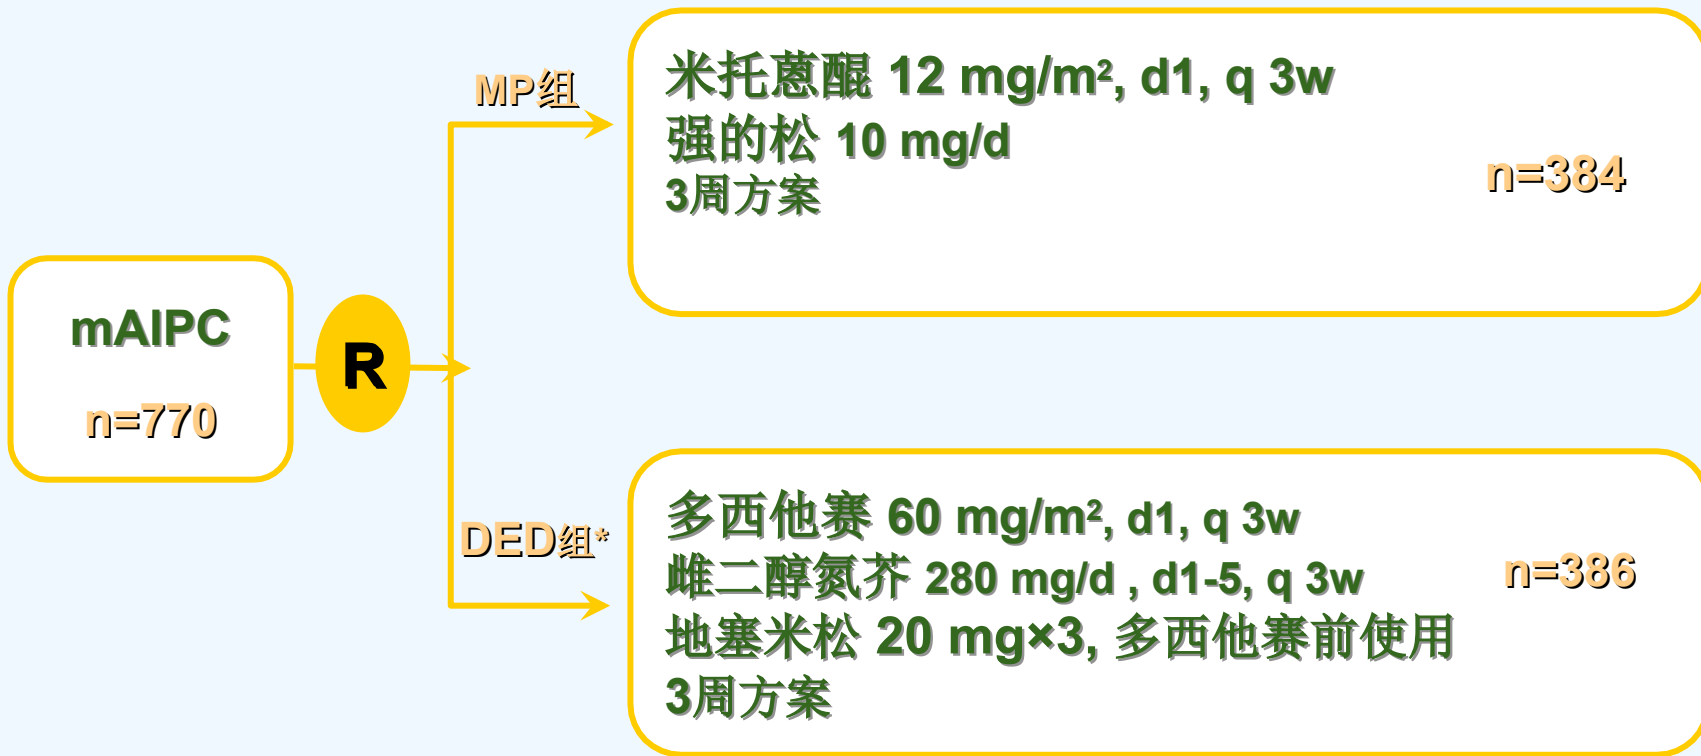 MP组
米托蒽醌 12 mg/m², d1, q 3w
强的松 10 mg/d
3周方案
n=384
mAIPC
n=770
R
DED组*
多西他赛 60 mg/m², d1, q 3w
雌二醇氮芥 280 mg/d , d1-5, q 3w
地塞米松 20 mg×3, 多西他赛前使用
3周方案
n=386